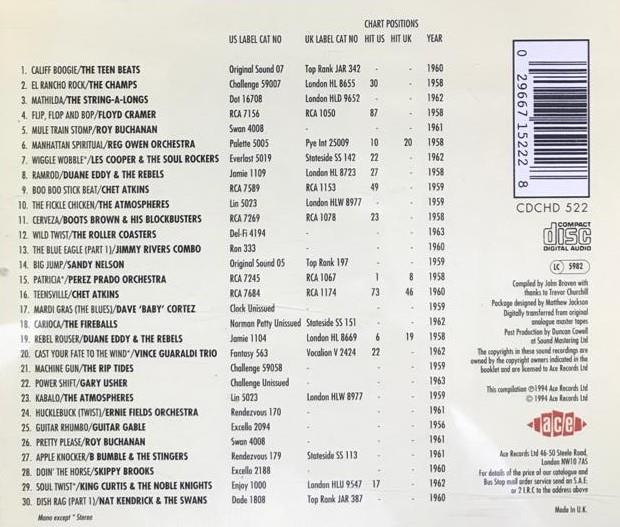 CHART POSITIONS
US LABEL CAT NO UK LABEL CAT NO HIT US HIT UK YEAR
1. CALIFF BOOGIE/THE TEEN BEATS Original Sound 07 Top Rank JAR 342 - - 1960
2. EL RANCHO ROCK/THE CHAMPS Challenge 59007 London HL 8655 30 - 1958
3. MATHILDA/THE STRING-A-LONGS Dot 16708 London HLD 9652 - - 1962
4. FLIP, FLOP AND BOP/FLOYD CRAMER RCA 7156 RCA 1050 87 - 1958
5. MULE TRAIN STOMP/ROY BUCHANAN Swan 4008 - - - 1961
6. MANHATTAN SPIRITUAL/REG OWEN ORCHESTRA Palette 5005 Pye Int 25009 10 20 1958
7. WIGGLE WOBBLE*/LES COOPER & THE SOUL ROCKERS Everlast 5019 Stateside SS 142 22 - 1962
8. RAMROD/DUANE EDDY & THE REBELS Jamie 1109 London HL 8723 27 - 1958
9. BOO BOO STICK BEAT/CHET ATKINS RCA 7589 RCA 1153 49 - 1959
10. THE FICKLE CHICKEN/THE ATMOSPHERES Lin 5023 London HLW 8977 - - 1959
11. CERVEZA/BOOTS BROWN & HIS BLOCKBUSTERS RCA 7269 RCA 1078 23 - 1958
12. WILD TWIST/THE ROLLER COASTERS Del-Fi 4194 - - - 1963
13. THE BLUE EAGLE (PART 1)/JIMMY RIVERS COMBO Ron 333 - - - 1960
14. BIG JUMP/SANDY NELSON Original Sound 05 Top Rank 197 - - 1959
15. PATRICIA*/PEREZ PRADO ORCHESTRA RCA 7245 RCA 1067 1 8 1958
16. TEENSVILLE/CHET ATKINS RCA 7684 RCA 1174 73 46 1960
17. MARDI GRAS (THE BLUES)/DAVE 'BABY' CORTEZ Clock Unissued - - - 1959
18. CARIOCA/THE FIREBALLS Norman Petty Unissued Stateside SS 151 - - 1962
19. REBEL ROUSER/DUANE EDDY & THE REBELS Jamie 1104 London HL 8669 6 19 1958
20. CAST YOUR FATE TO THE WIND*/VINCE GUARALDI TRIO Fantasy 563 Vocalion V 2424 22 - 1962
21. MACHINE GUN/THE RIP TIDES Challenge 59058 - - - 1959
22. POWER SHIFT/GARY USHER Challenge Unissued - - - 1963
23. KABALO/THE ATMOSPHERES Lin 5023 London HLW 8977 - - 1959
24. HUCKLEBUCK (TWIST)/ERNIE FIELDS ORCHESTRA Rendezvous 170 - - - 1961
25. GUITAR RHUMBO/GUITAR GABLE Excello 2094 - - - 1956
26. PRETTY PLEASE/ROY BUCHANAN Swan 4008 - - - 1961
27. APPLE KNOCKER/B BUMBLE & THE STINGERS Rendezvous 179 Stateside SS 113 - - 1961
28. DOIN' THE HORSE/SKIPPY BROOKS Excello 2188 - - - 1960
29. SOUL TWIST*/KING CURTIS & THE NOBLE KNIGHTS Enjoy 1000 London HLU 9547 17 - 1962
30. DISH RAG (PART 1)/NAT KENDRICK & THE SWANS Dade 1808 Top Rank JAR 387 - - 1960
Mono except * Stereo
0 29667 15222 8
CDCHD 522
COMPACT
disc
DIGITAL AUDIO
LC 5982
Compiled by John Broven with
thanks to Trevor Churchill
Package designed by Matthew Jackson
Digitally transferred from original
analogue master tapes
Post Production by Duncan Cowell
at Sound Mastering Ltd
The copyrights in these sound recordings are
owned by the copyright owners indicated in the
booklet and are licensed to Ace Records Ltd
This compilation ℗1994 Ace Records Ltd
© 1994 Ace Records Ltd
ace
Ace Records Ltd 46-50 Steele Road,
London NW10 7AS
For details of the price of our catalogue and
Bus Stop mail order service send an S.A.E.
or 2 I.R.C to the address above
Made in U.K.